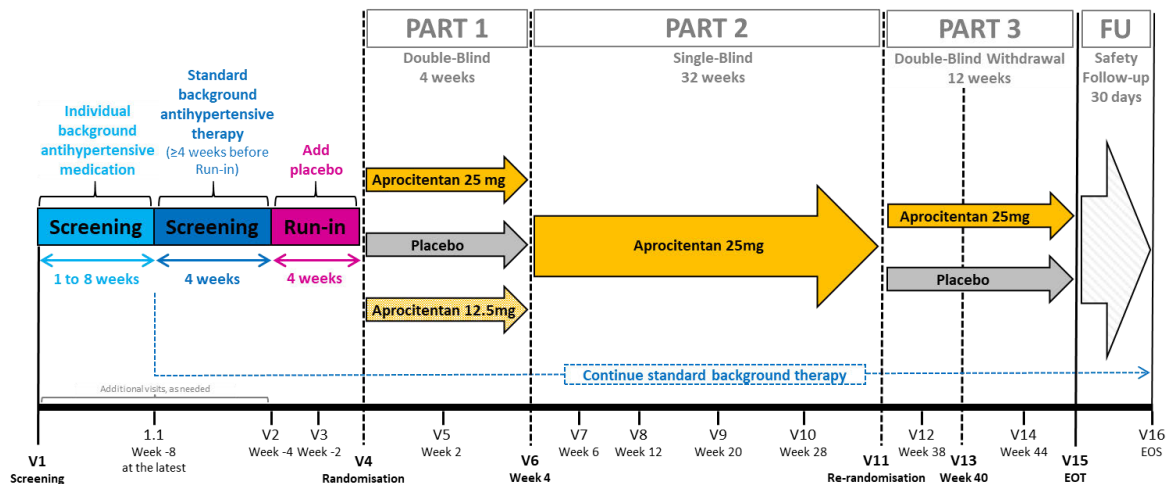 PART 1
PART 2
PART 3
FU
Double-Blind
4 weeks
Single-Blind
32 weeks
Double-Blind Withdrawal
12 weeks
Safety
Follow-up
30 days
Individual
background
antihypertensive
medication
Standard
background
antihypertensive
therapy
(≥4 weeks before
Run-in)
Add
placebo
Screening
Screening
Run-in
1 to 8 weeks
4 weeks
4 weeks
Aprocitentan 25 mg
Placebo
Aprocitentan 12.5mg
Aprocitentan 25mg
Aprocitentan 25mg
Placebo
Continue standard background therapy
Additional visits, as needed
V1
Screening
1.1
Week -8
at the latest
V2
Week -4
V3
Week -2
V4
Randomisation
V5
Week 2
V6
Week 4
V7
Week 6
V8
Week 12
V9
Week 20
V10
Week 28
V11
Re-randomisation
V12
Week 38
V13
Week 40
V14
Week 44
V15
EOT
V16
EOS